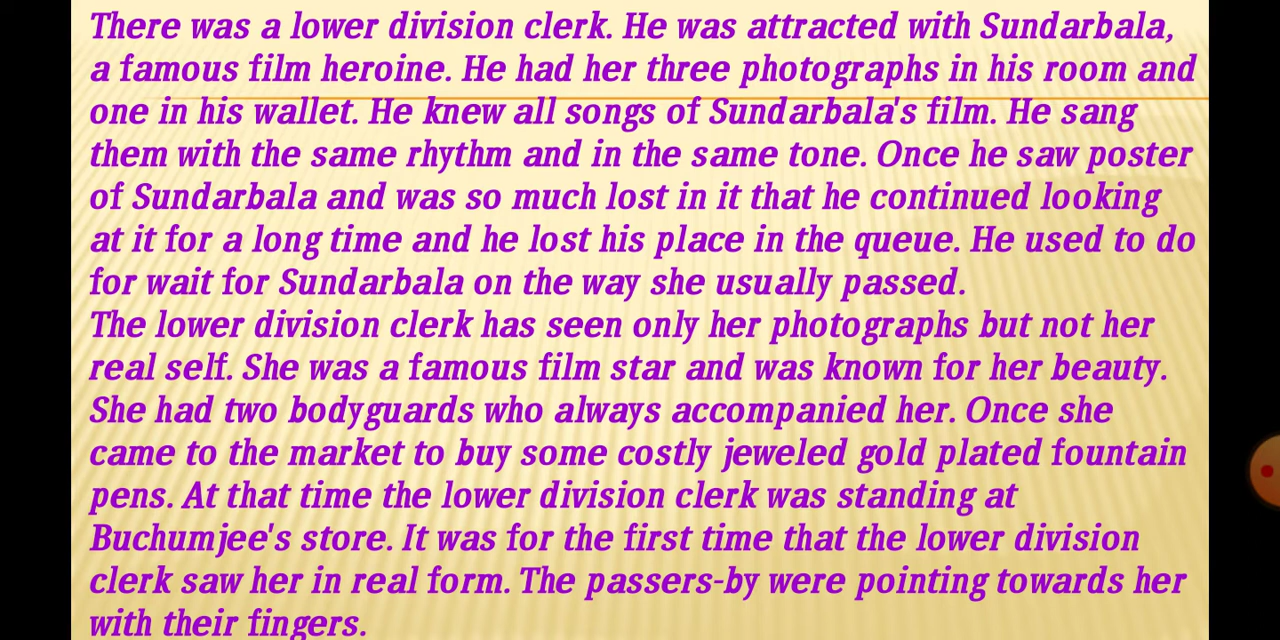 There was a lower division clerk. He was attracted with Sundarbala,
a famous film heroine. He had her three photographs in his room and
one in his wallet. He knew all songs of Sundarbala's film. He sang
them with the same rhythm and in the same tone. Once he saw poster
of Sundarbala and was so much lost in it that he continued looking
at it for a long time and he lost his place in the queue. He used to do
for wait for Sundarbala on the way she usually passed.
The lower division clerk has seen only her photographs but not her
real self. She was a famous film star and was known for her beauty.
She had two bodyguards who always accompanied her. Once she
came to the market to buy some costly jeweled gold plated fountain
pens. At that time the lower division clerk was standing at
Buchumjee's store. It was for the first time that the lower division
clerk saw her in real form. The passers-by were pointing towards her
with their fingers.